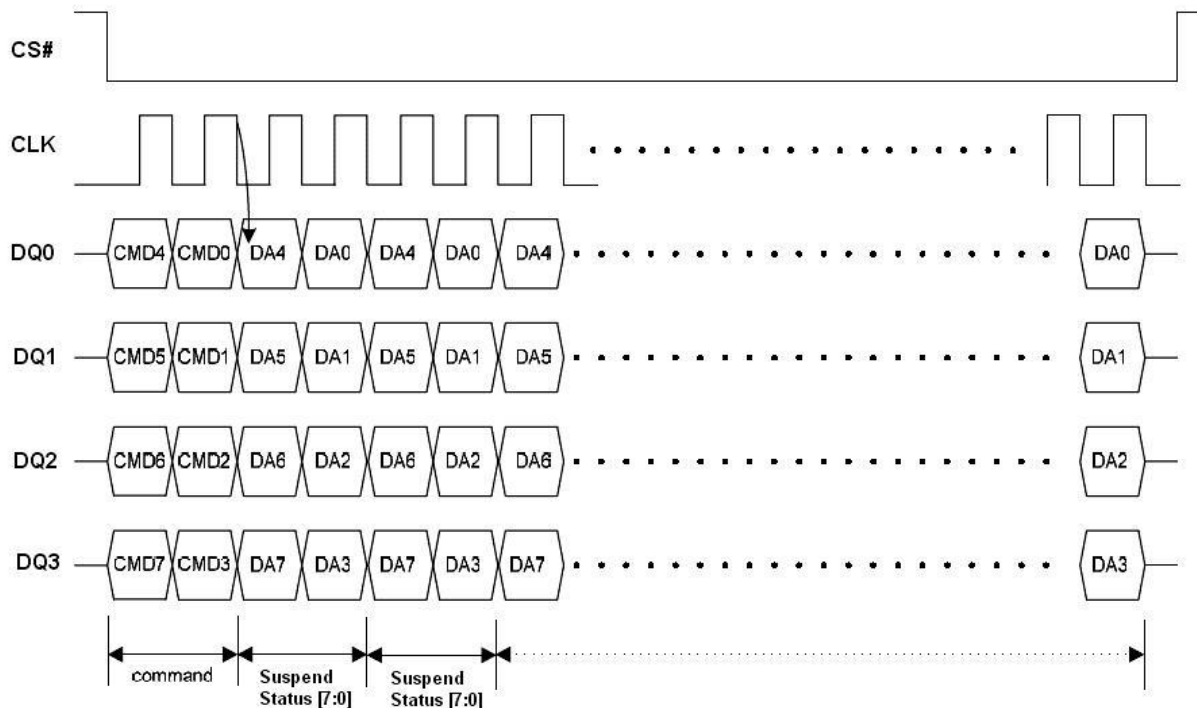 CS#
CLK
DQ0 CMD4 CMD0 DA4 DA0 DA4 DA0 DA4 DA0
DQ1 CMD5 CMD1 DA5 DA1 DA5 DA1 DA5 DA1
DQ2 CMD6 CMD2 DA6 DA2 DA6 DA2 DA6 DA2
DQ3 CMD7 CMD3 DA7 DA3 DA7 DA3 DA7 DA3
command
Suspend
Status [7:0]
Suspend
Status [7:0]